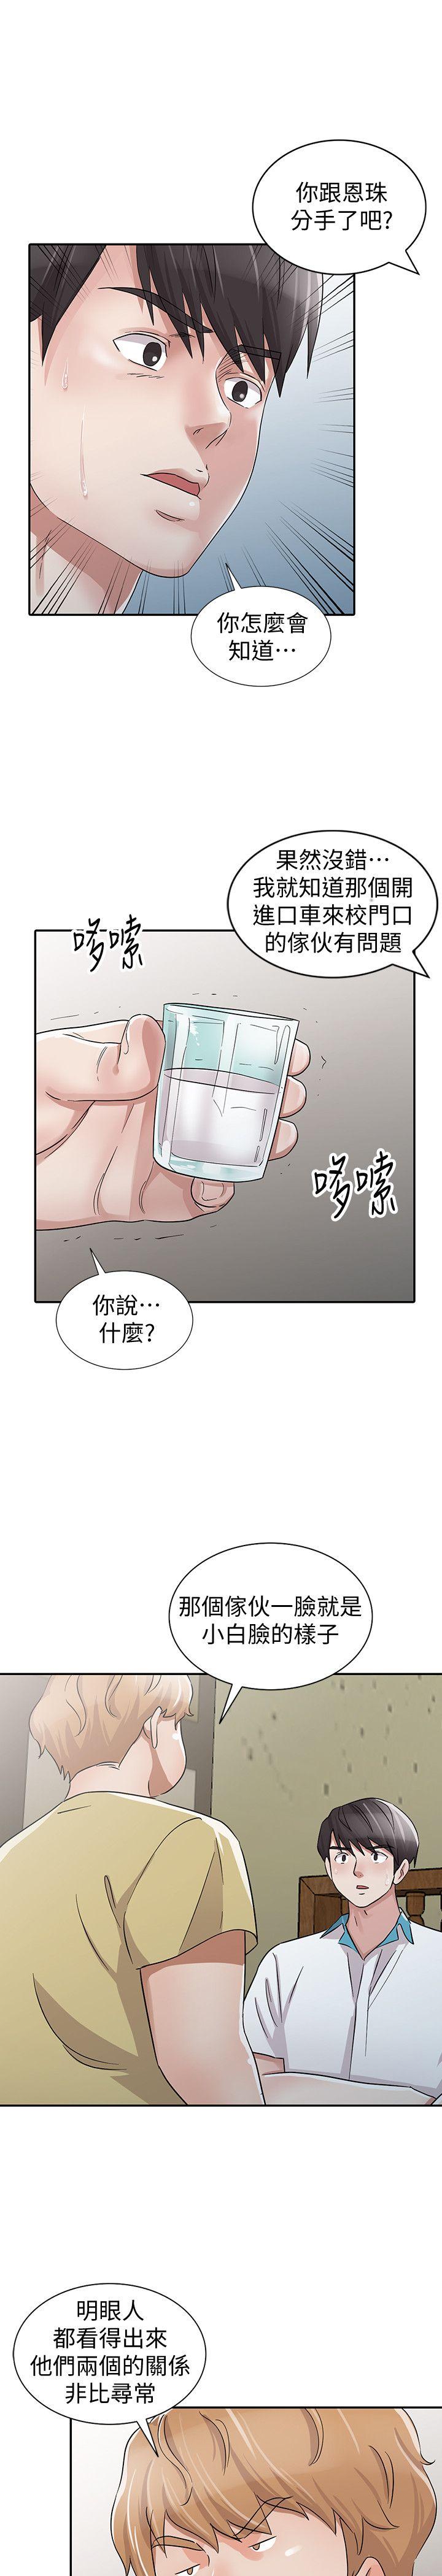 你跟恩珠
分手了吧?
你怎麼會
知道…
果然沒錯…
我就知道那個開
進口車來校門口
的傢伙有問題
哆嗦
哆嗦
你說…
什麼?
那個傢伙一臉就是
小白臉的樣子
明眼人
都看得出來
他們兩個的關係
非比尋常